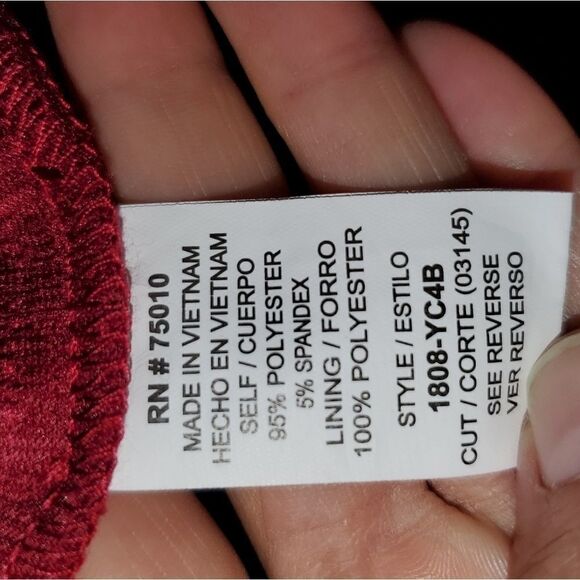 RN # 75010
MADE IN VIETNAM
HECHO EN VIETNAM
SELF / CUERPO
95% POLYESTER
5% SPANDEX
LINING / FORRO
100% POLYESTER
STYLE / ESTILO
1808-YC4B
CUT / CORTE (03145)
SEE REVERSE
VER REVERSO